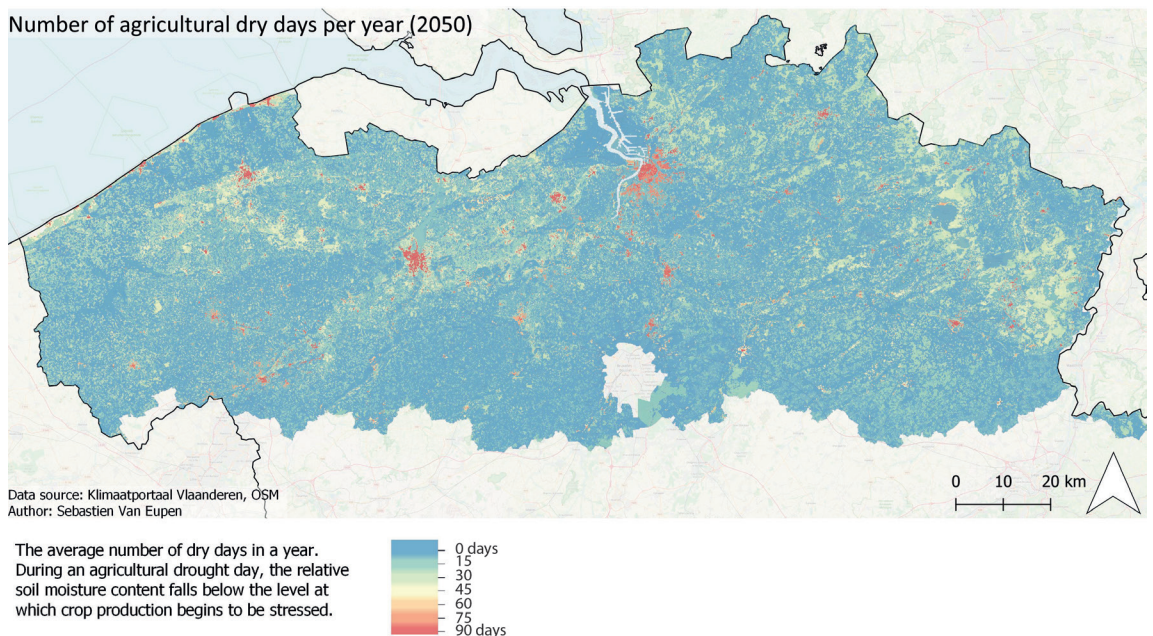 Number of agricultural dry days per year (2050)
Data source: Klimaatportaal Vlaanderen, OSM
Author: Sebastien Van Eupen
0 10 20 km
The average number of dry days in a year.
During an agricultural drought day, the relative
soil moisture content falls below the level at
which crop production begins to be stressed.
0 days
15
30
45
60
75
90 days